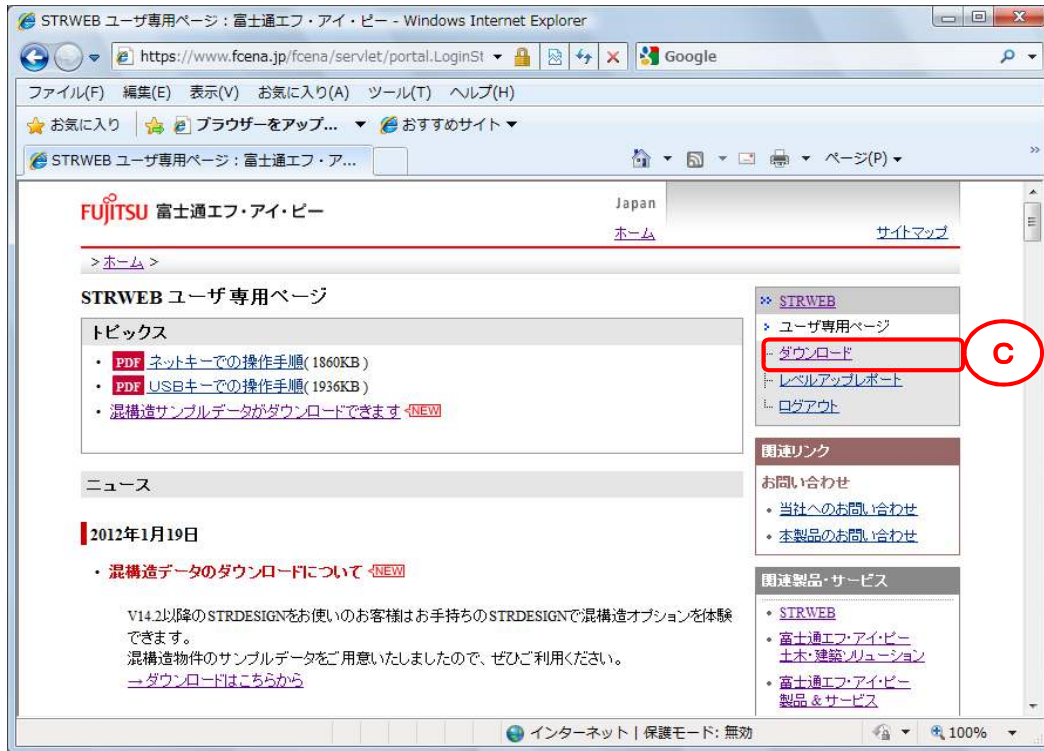 STRWEB ユーザ専用ページ：富士通エフ・アイ・ピー - Windows Internet Explorer
https://www.fcena.jp/fcena/servlet/portal.LoginSt
Google
ファイル(F) 編集(E) 表示(V) お気に入り(A) ツール(T) ヘルプ(H)
お気に入り ブラウザーをアップ... おすすめサイト
STRWEB ユーザ専用ページ：富士通エフ・ア...
ページ(P)
FUJITSU 富士通エフ・アイ・ピー
Japan
ホーム
サイトマップ
>ホーム >
STRWEB ユーザ専用ページ
トピックス
・ PDF ネットキーでの操作手順(1860KB)
・ PDF USBキーでの操作手順(1936KB)
・ 混構造サンプルデータがダウンロードできます NEW
ニュース
2012年1月19日
・ 混構造データのダウンロードについて NEW
V14.2以降のSTRDESIGNをお使いのお客様はお手持ちのSTRDESIGNで混構造オプションを体験
できます。
混構造物件のサンプルデータをご用意いたしましたので、ぜひご利用ください。
→ダウンロードはこちらから
STRWEB
ユーザ専用ページ
ダウンロード
C
レベルアップレポート
ログアウト
関連リンク
お問い合わせ
・ 当社へのお問い合わせ
・ 本製品のお問い合わせ
関連製品・サービス
・ STRWEB
・ 富士通エフ・アイ・ピー
土木・建築ソリューション
・ 富士通エフ・アイ・ピー
製品 & サービス
インターネット | 保護モード: 無効
100%